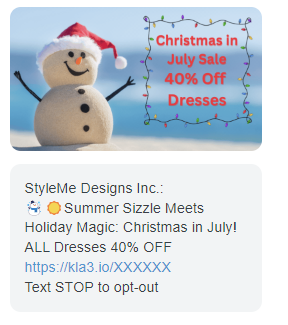 Christmas in
July Sale
40% Off
Dresses
StyleMe Designs Inc.:
☃️ 🌞Summer Sizzle Meets
Holiday Magic: Christmas in July!
ALL Dresses 40% OFF
https://kla3.io/XXXXXX
Text STOP to opt-out